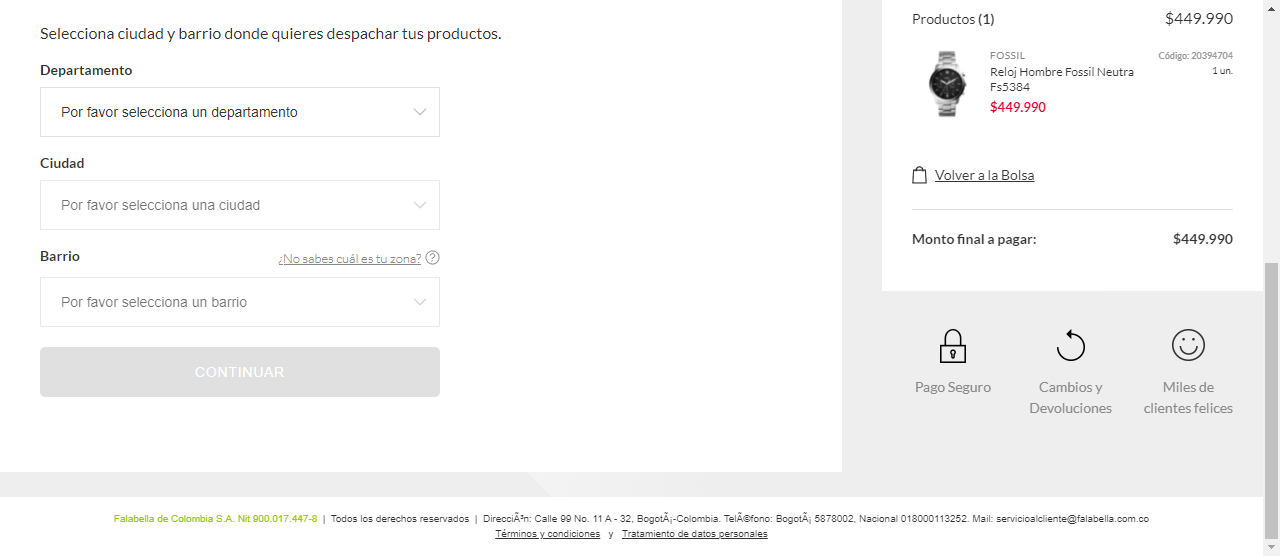 Selecciona ciudad y barrio donde quieres despachar tus productos.
Departamento
Por favor selecciona un departamento
Ciudad
Por favor selecciona una ciudad
Barrio
¿No sabes cuál es tu zona? ?
Por favor selecciona un barrio
CONTINUAR
Productos (1) $449.990
FOSSIL Código: 20394704
Reloj Hombre Fossil Neutra 1 un.
Fs5384
$449.990
Volver a la Bolsa
Monto final a pagar: $449.990
Pago Seguro
Cambios y
Devoluciones
Miles de
clientes felices
Falabella de Colombia S.A. Nit 900.017.447-8 | Todos los derechos reservados | DirecciÃ³n: Calle 99 No. 11 A - 32, BogotÃ¡-Colombia. TelÃ©fono: BogotÃ¡ 5878002, Nacional 018000113252. Mail: servicioalcliente@falabella.com.co
Términos y condiciones y Tratamiento de datos personales